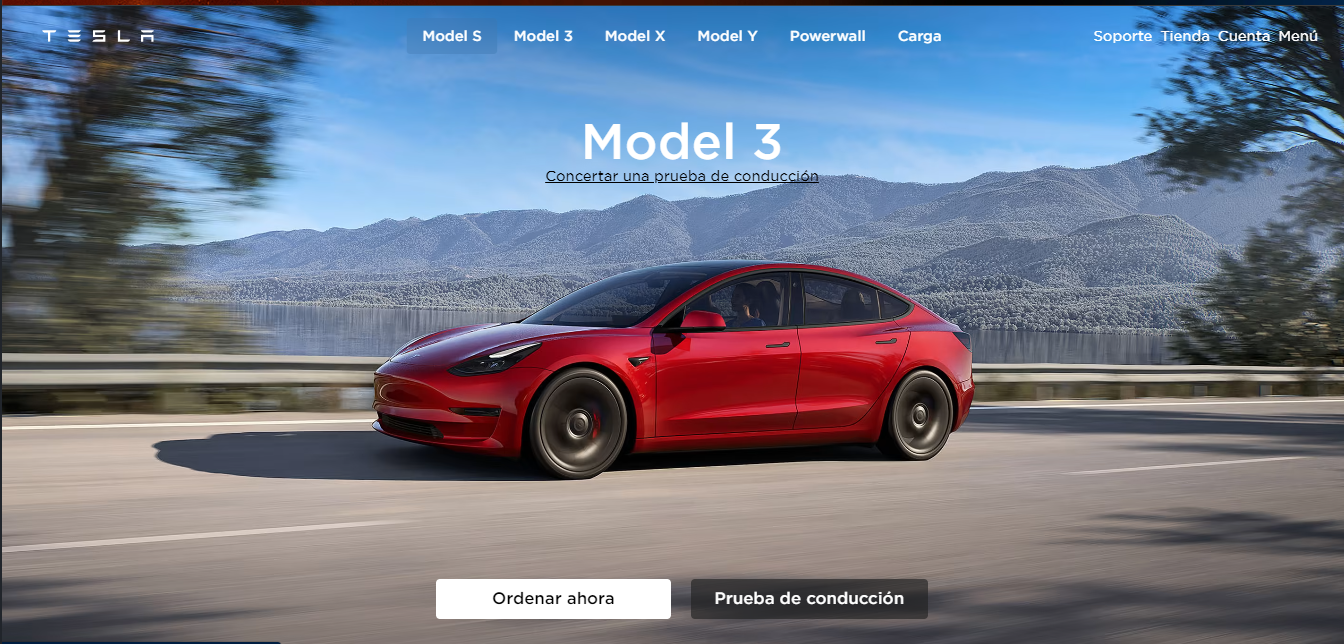 TESLA Model S Model 3 Model X Model Y Powerwall Carga Soporte Tienda Cuenta Menú
Model 3
Concertar una prueba de conducción
Ordenar ahora Prueba de conducción